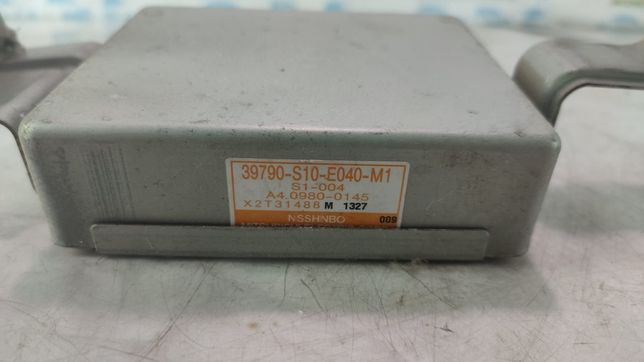 39790-S10-E040-M1
S1-004
A4.0980-0145
X2T31488 M 1327
NSSHNBO 009